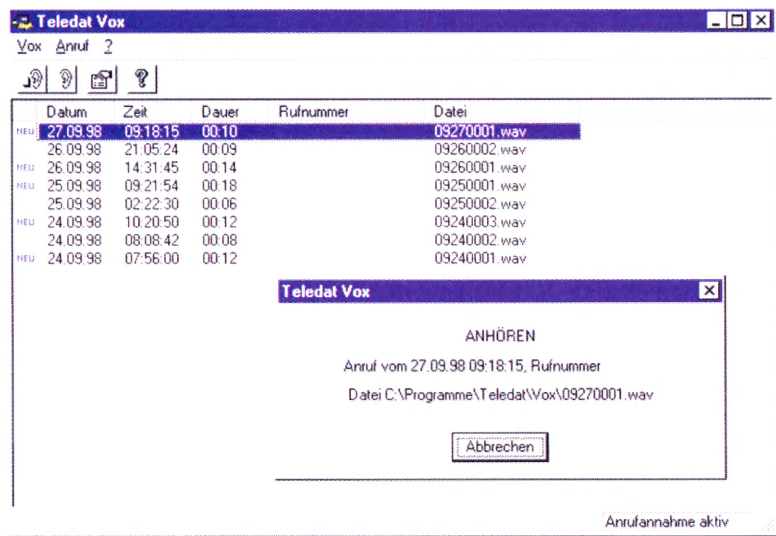 Teledat Vox
Vox Anruf ?
Datum Zeit Dauer Rufnummer Datei
NEU 27.09.98 09:18:15 00:10 09270001.wav
26.09.98 21:05:24 00:09 09260002.wav
NEU 26.09.98 14:31:45 00:14 09260001.wav
NEU 25.09.98 09:21:54 00:18 09250001.wav
25.09.98 02:22:30 00:06 09250002.wav
NEU 24.09.98 10:20:50 00:12 09240003.wav
24.09.98 08:08:42 00:08 09240002.wav
NEU 24.09.98 07:56:00 00:12 09240001.wav
Teledat Vox
ANHÖREN
Anruf vom 27.09.98 09:18:15, Rufnummer
Datei C:\Programme\Teledat\Vox\09270001.wav
Abbrechen
Anrufannahme aktiv